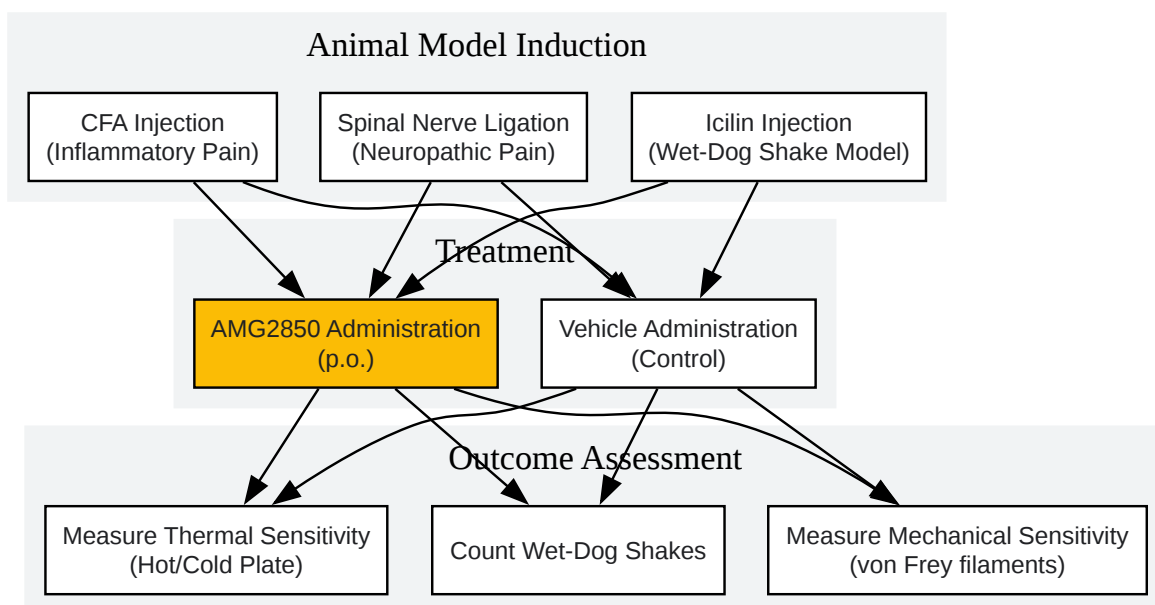 Animal Model Induction
CFA Injection
(Inflammatory Pain)
Spinal Nerve Ligation
(Neuropathic Pain)
Icilin Injection
(Wet-Dog Shake Model)
Treatment
AMG2850 Administration
(p.o.)
Vehicle Administration
(Control)
Outcome Assessment
Measure Thermal Sensitivity
(Hot/Cold Plate)
Count Wet-Dog Shakes
Measure Mechanical Sensitivity
(von Frey filaments)